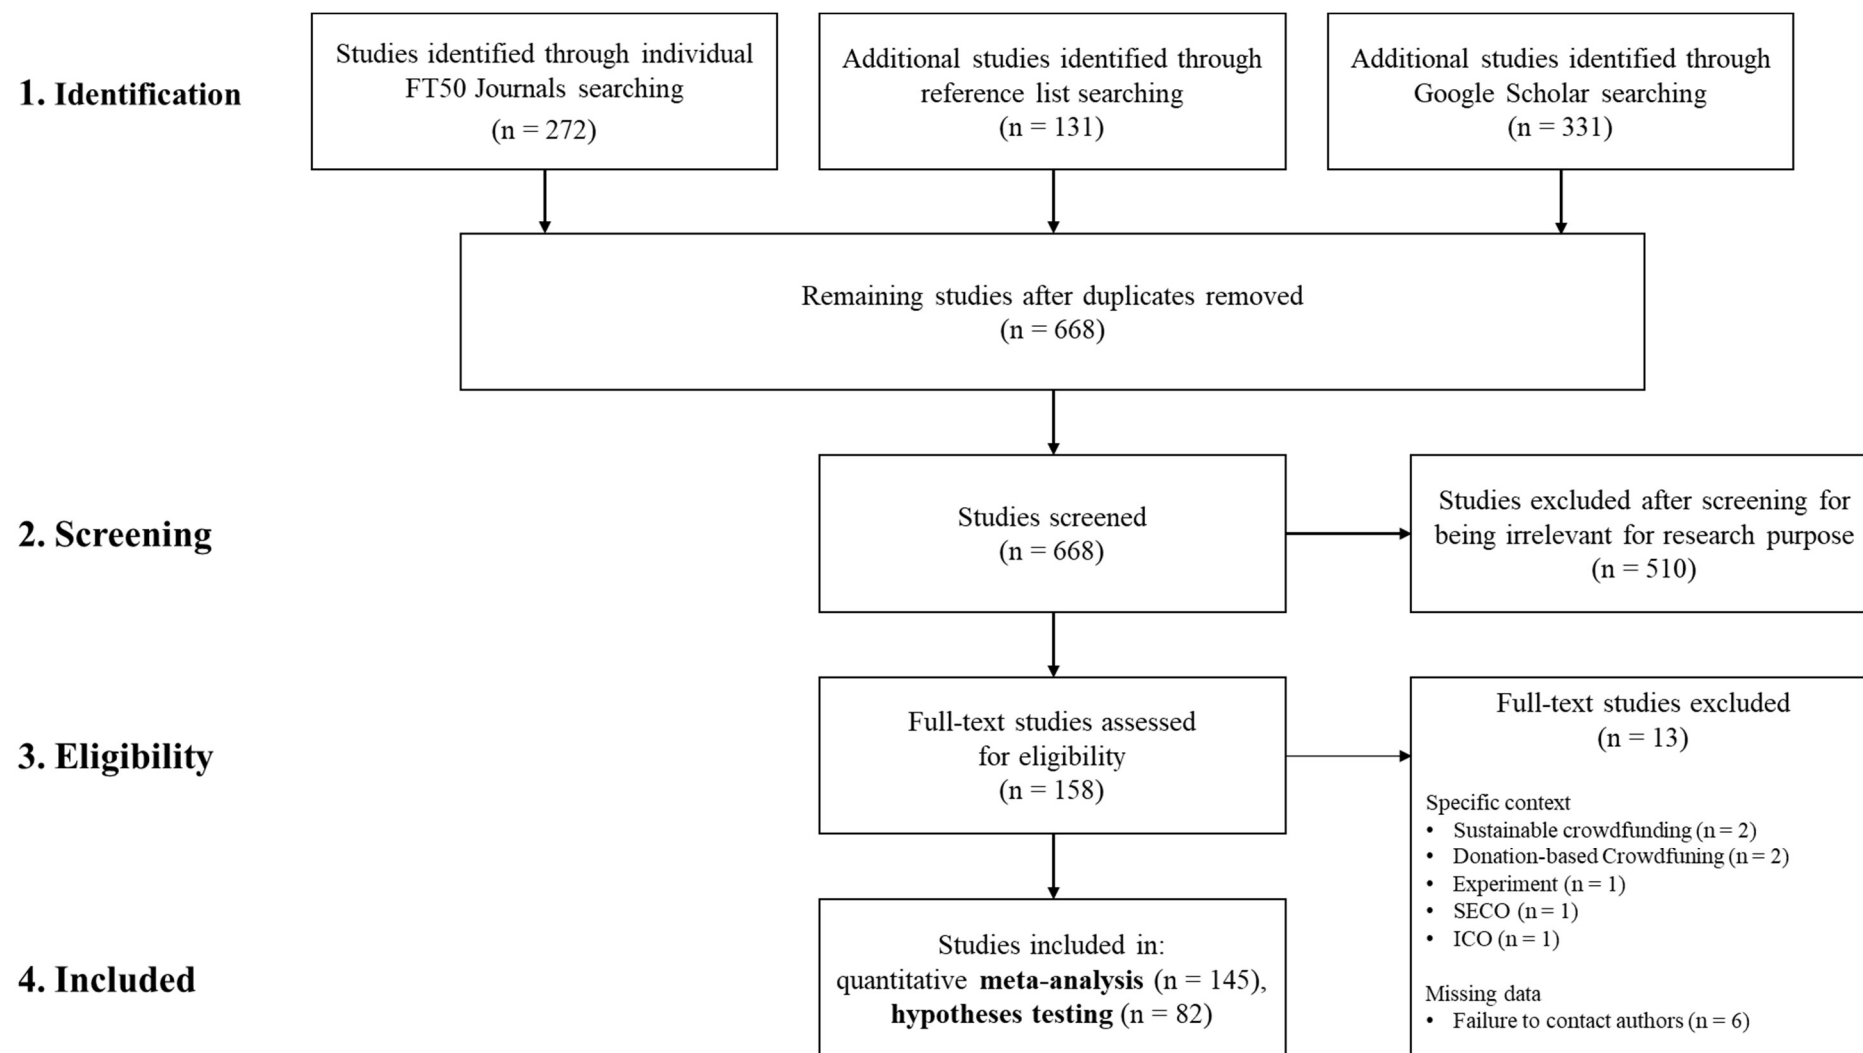 1. Identification
Studies identified through individual
FT50 Journals searching
(n = 272)
Additional studies identified through
reference list searching
(n = 131)
Additional studies identified through
Google Scholar searching
(n = 331)
Remaining studies after duplicates removed
(n = 668)
2. Screening
Studies screened
(n = 668)
Studies excluded after screening for
being irrelevant for research purpose
(n = 510)
3. Eligibility
Full-text studies assessed
for eligibility
(n = 158)
Full-text studies excluded
(n = 13)
Specific context
• Sustainable crowdfunding (n = 2)
• Donation-based Crowdfuning (n = 2)
• Experiment (n = 1)
• SECO (n = 1)
• ICO (n = 1)
Missing data
• Failure to contact authors (n = 6)
4. Included
Studies included in:
quantitative meta-analysis (n = 145),
hypotheses testing (n = 82)